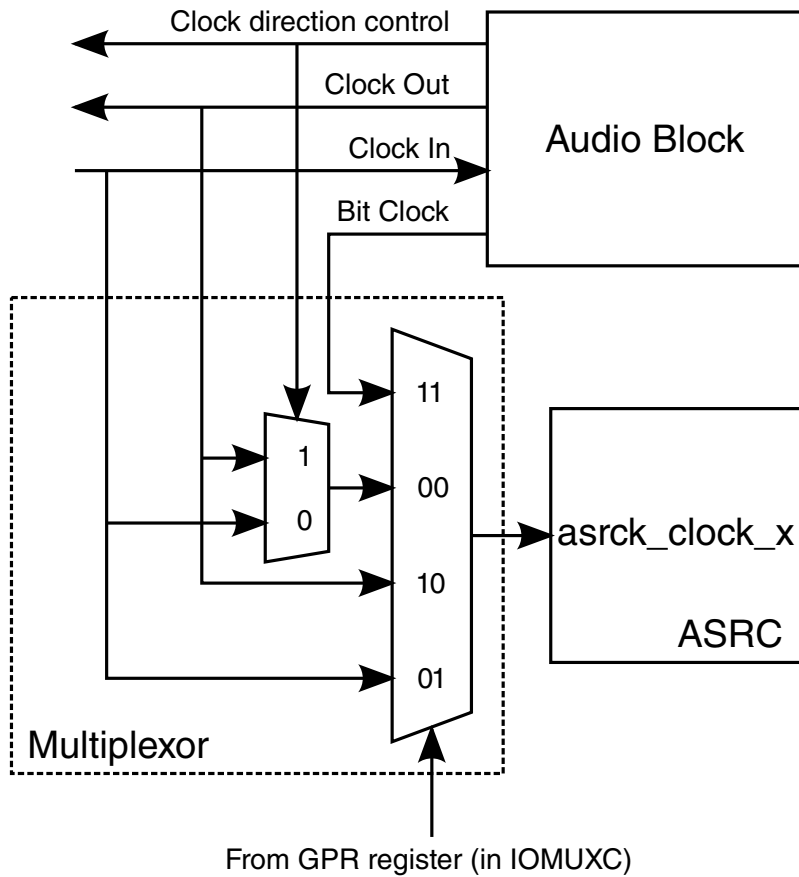 Clock direction control
Clock Out
Clock In
Bit Clock
Audio Block
11
1
00
0
asrck_clock_x
10
ASRC
01
Multiplexor
From GPR register (in IOMUXC)